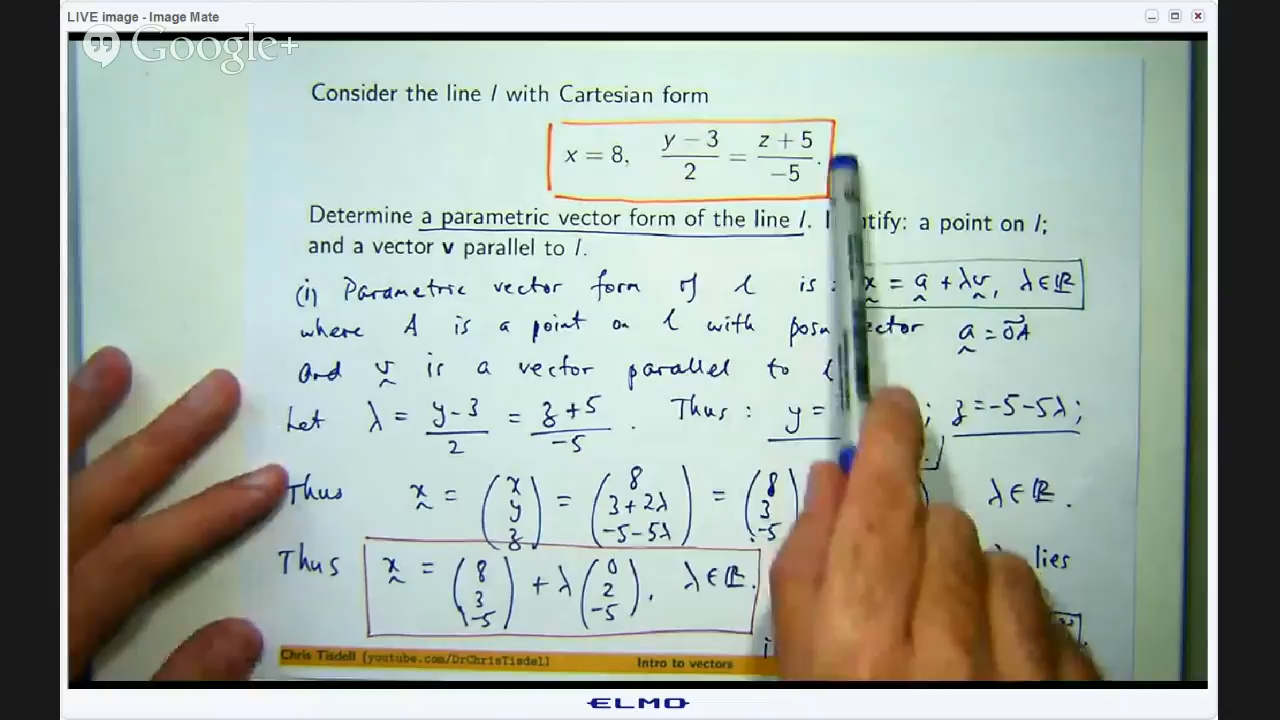 LIVE image - Image Mate
Google+
Consider the line l with Cartesian form
x = 8, (y − 3)/2 = (z + 5)/−5.
Determine a parametric vector form of the line l. tify: a point on l;
and a vector v parallel to l.
(i) Parametric vector form of l is : x = a + λv, λ∈ℝ
where A is a point on l with posn ector a = OA
and v is a vector parallel to l
Let λ = (y-3)/2 = (z+5)/-5 . Thus : y = ; z = -5-5λ;
Thus x = (x y z) = (8 3+2λ -5-5λ) = (8 3 -5) λ∈ℝ.
Thus x = (8 3 -5) + λ(0 2 -5), λ∈ℝ. lies
Chris Tisdell (youtube.com/DrChrisTisdell) Intro to vectors
ELMO